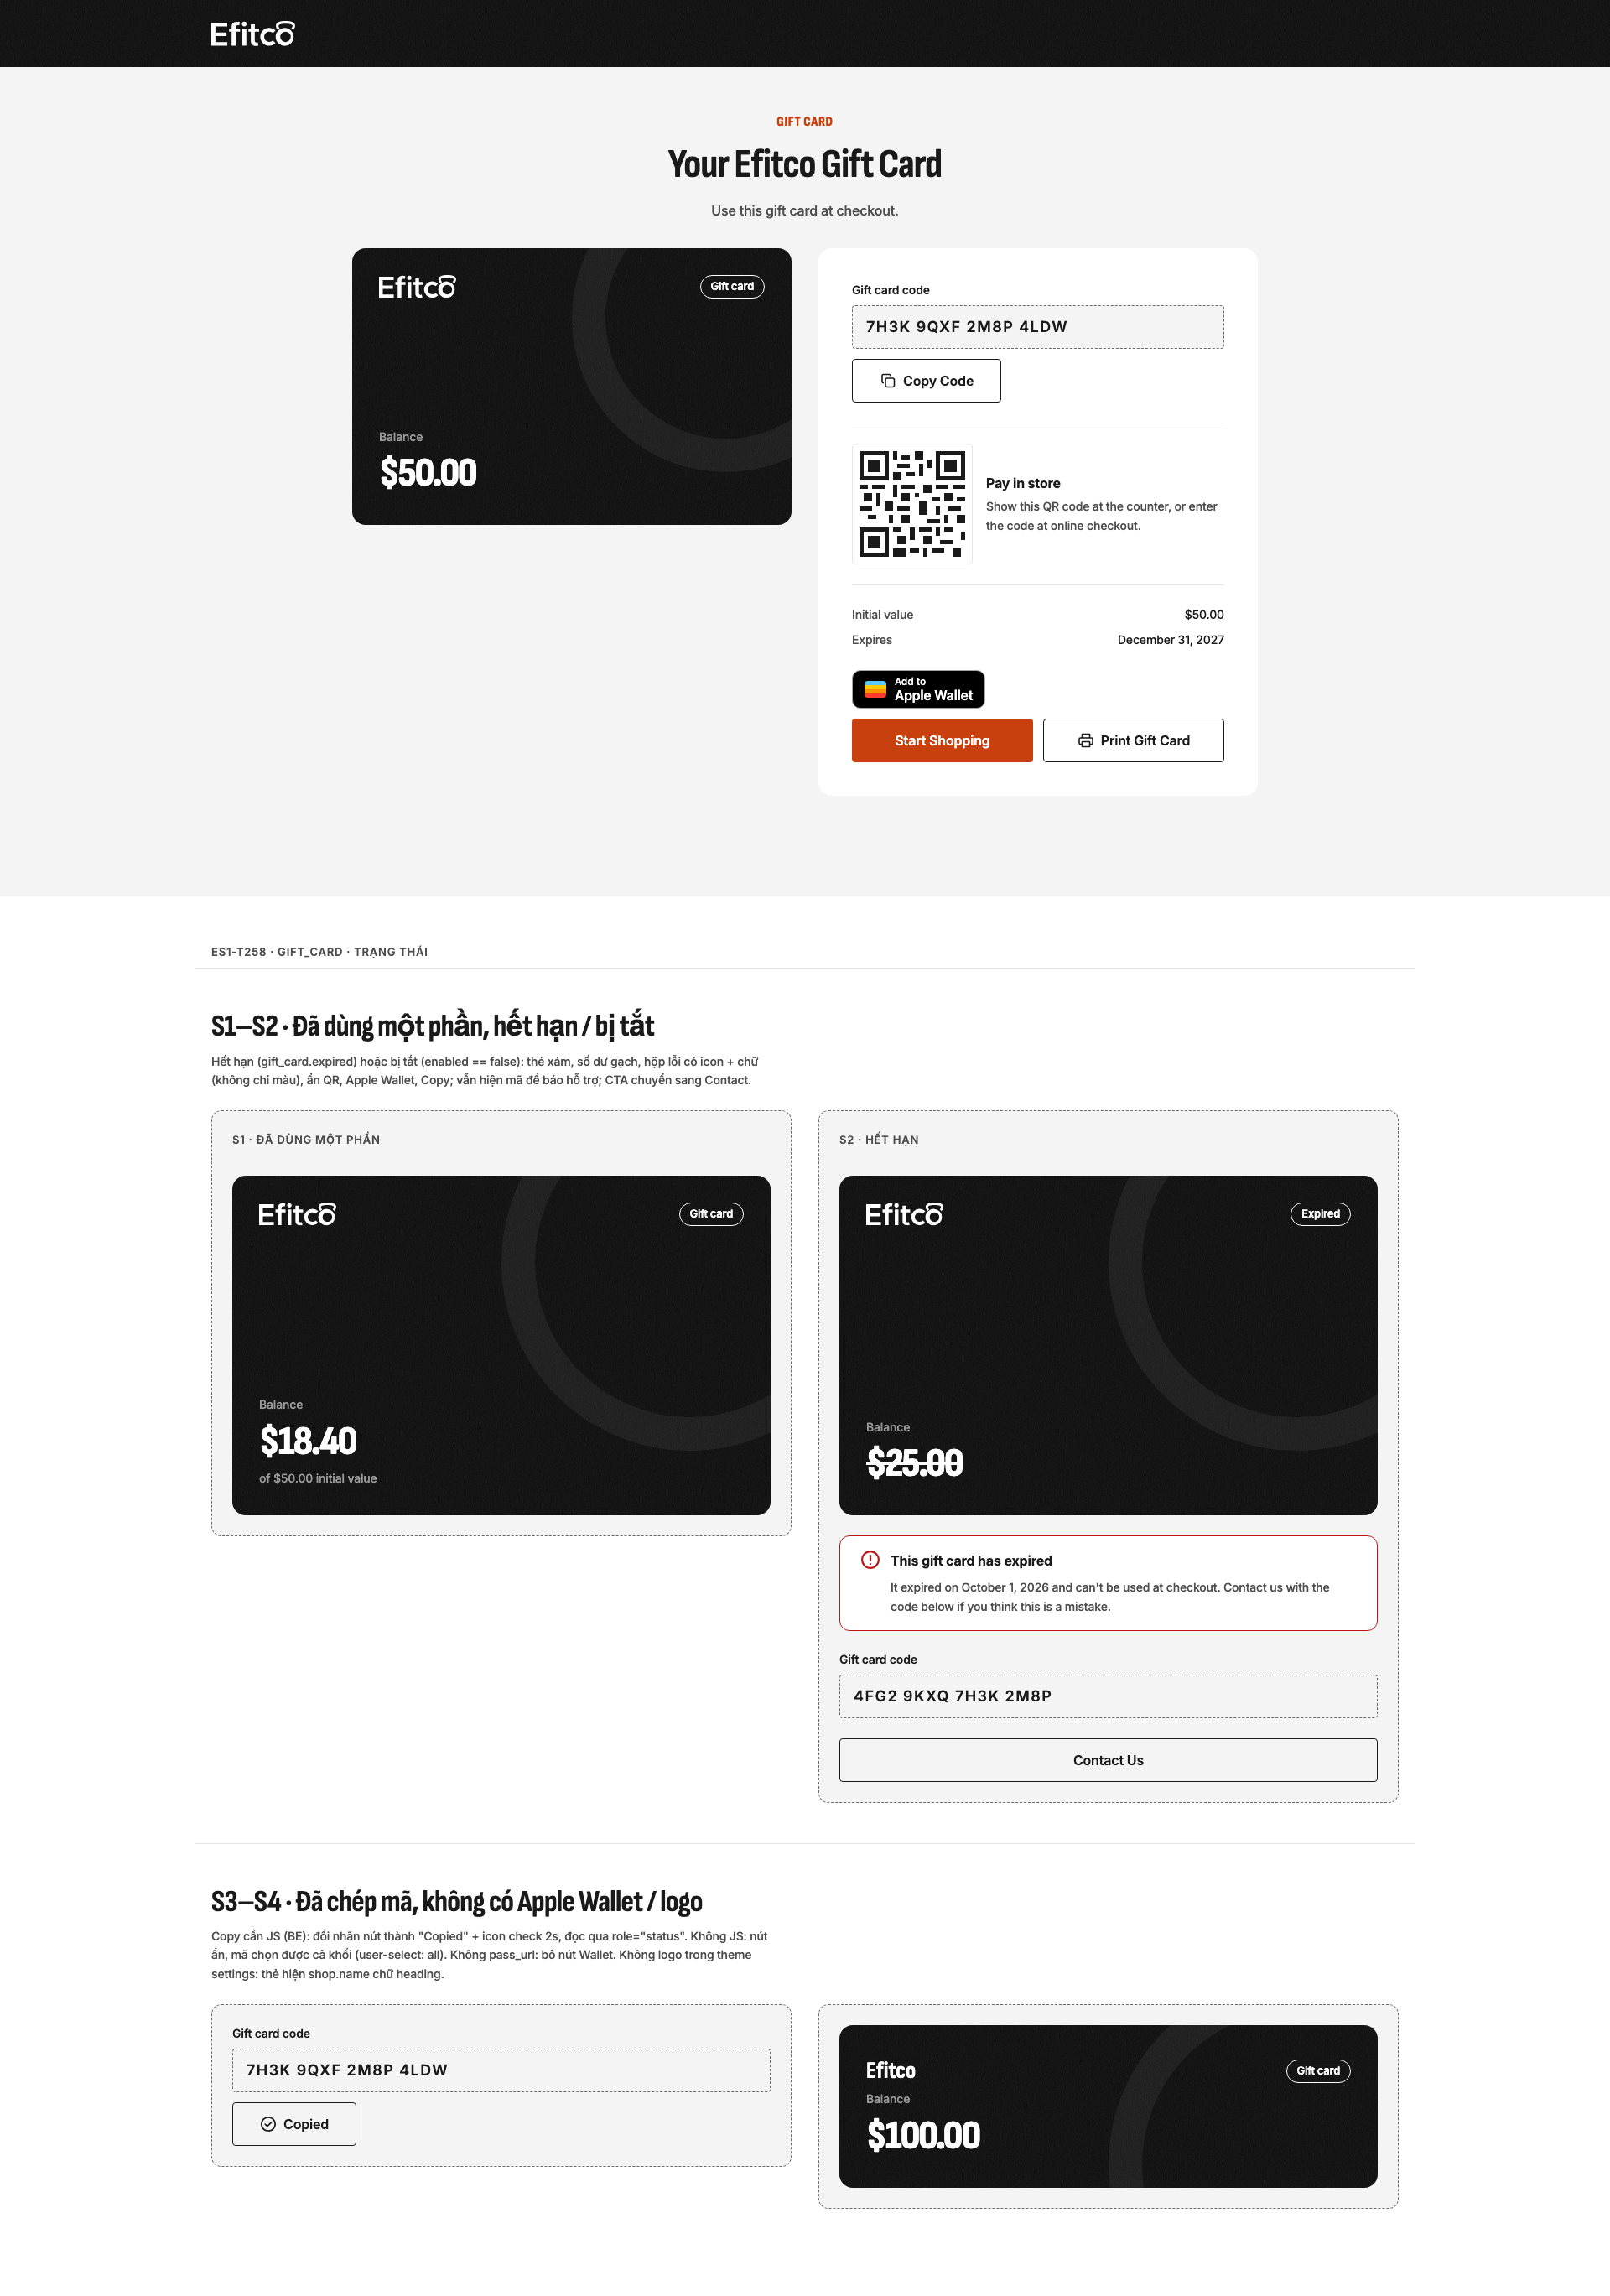 Efitco
GIFT CARD
Your Efitco Gift Card
Use this gift card at checkout.
Efitco
Gift card
Balance
$50.00
Gift card code
7H3K 9QXF 2M8P 4LDW
Copy Code
Pay in store
Show this QR code at the counter, or enter
the code at online checkout.
Initial value
$50.00
Expires
December 31, 2027
Add to
Apple Wallet
Start Shopping
Print Gift Card
ES1-T258 · GIFT_CARD · TRẠNG THÁI
S1–S2 · Đã dùng một phần, hết hạn / bị tắt
Hết hạn (gift_card.expired) hoặc bị tắt (enabled == false): thẻ xám, số dư gạch, hộp lỗi có icon + chữ
(không chỉ màu), ẩn QR, Apple Wallet, Copy; vẫn hiện mã để báo hỗ trợ; CTA chuyển sang Contact.
S1 · ĐÃ DÙNG MỘT PHẦN
Efitco
Gift card
Balance
$18.40
of $50.00 initial value
S2 · HẾT HẠN
Efitco
Expired
Balance
$25.00
This gift card has expired
It expired on October 1, 2026 and can't be used at checkout. Contact us with the
code below if you think this is a mistake.
Gift card code
4FG2 9KXQ 7H3K 2M8P
Contact Us
S3–S4 · Đã chép mã, không có Apple Wallet / logo
Copy cần JS (BE): đổi nhãn nút thành "Copied" + icon check 2s, đọc qua role="status". Không JS: nút
ẩn, mã chọn được cả khối (user-select: all). Không pass_url: bỏ nút Wallet. Không logo trong theme
settings: thẻ hiện shop.name chữ heading.
Gift card code
7H3K 9QXF 2M8P 4LDW
Copied
Efitco
Gift card
Balance
$100.00